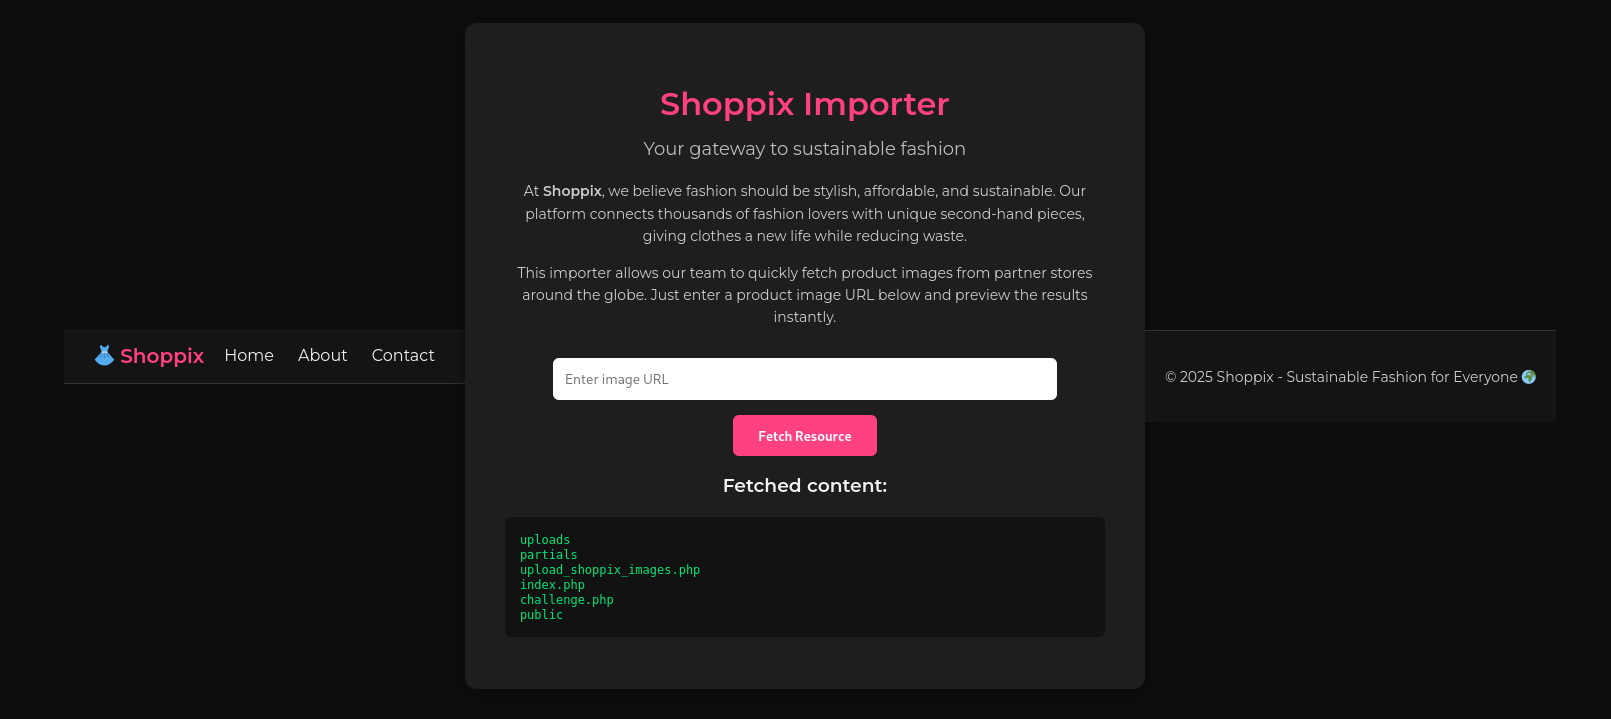 Shoppix Importer
Your gateway to sustainable fashion
At Shoppix, we believe fashion should be stylish, affordable, and sustainable. Our
platform connects thousands of fashion lovers with unique second-hand pieces,
giving clothes a new life while reducing waste.
This importer allows our team to quickly fetch product images from partner stores
around the globe. Just enter a product image URL below and preview the results
instantly.
Shoppix Home About Contact
Enter image URL
© 2025 Shoppix - Sustainable Fashion for Everyone
Fetch Resource
Fetched content:
uploads
partials
upload_shoppix_images.php
index.php
challenge.php
public